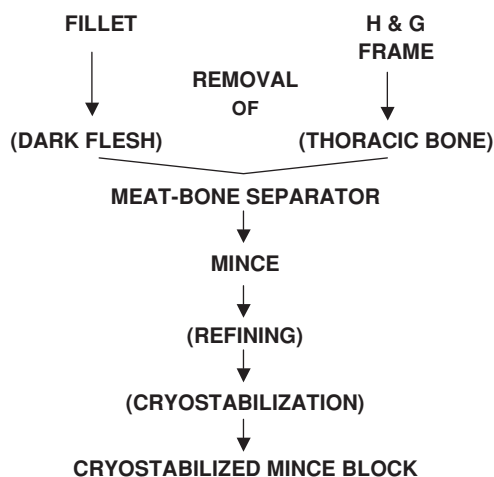 FILLET
H & G
FRAME
REMOVAL
OF
(DARK FLESH)
(THORACIC BONE)
MEAT-BONE SEPARATOR
MINCE
(REFINING)
(CRYOSTABILIZATION)
CRYOSTABILIZED MINCE BLOCK